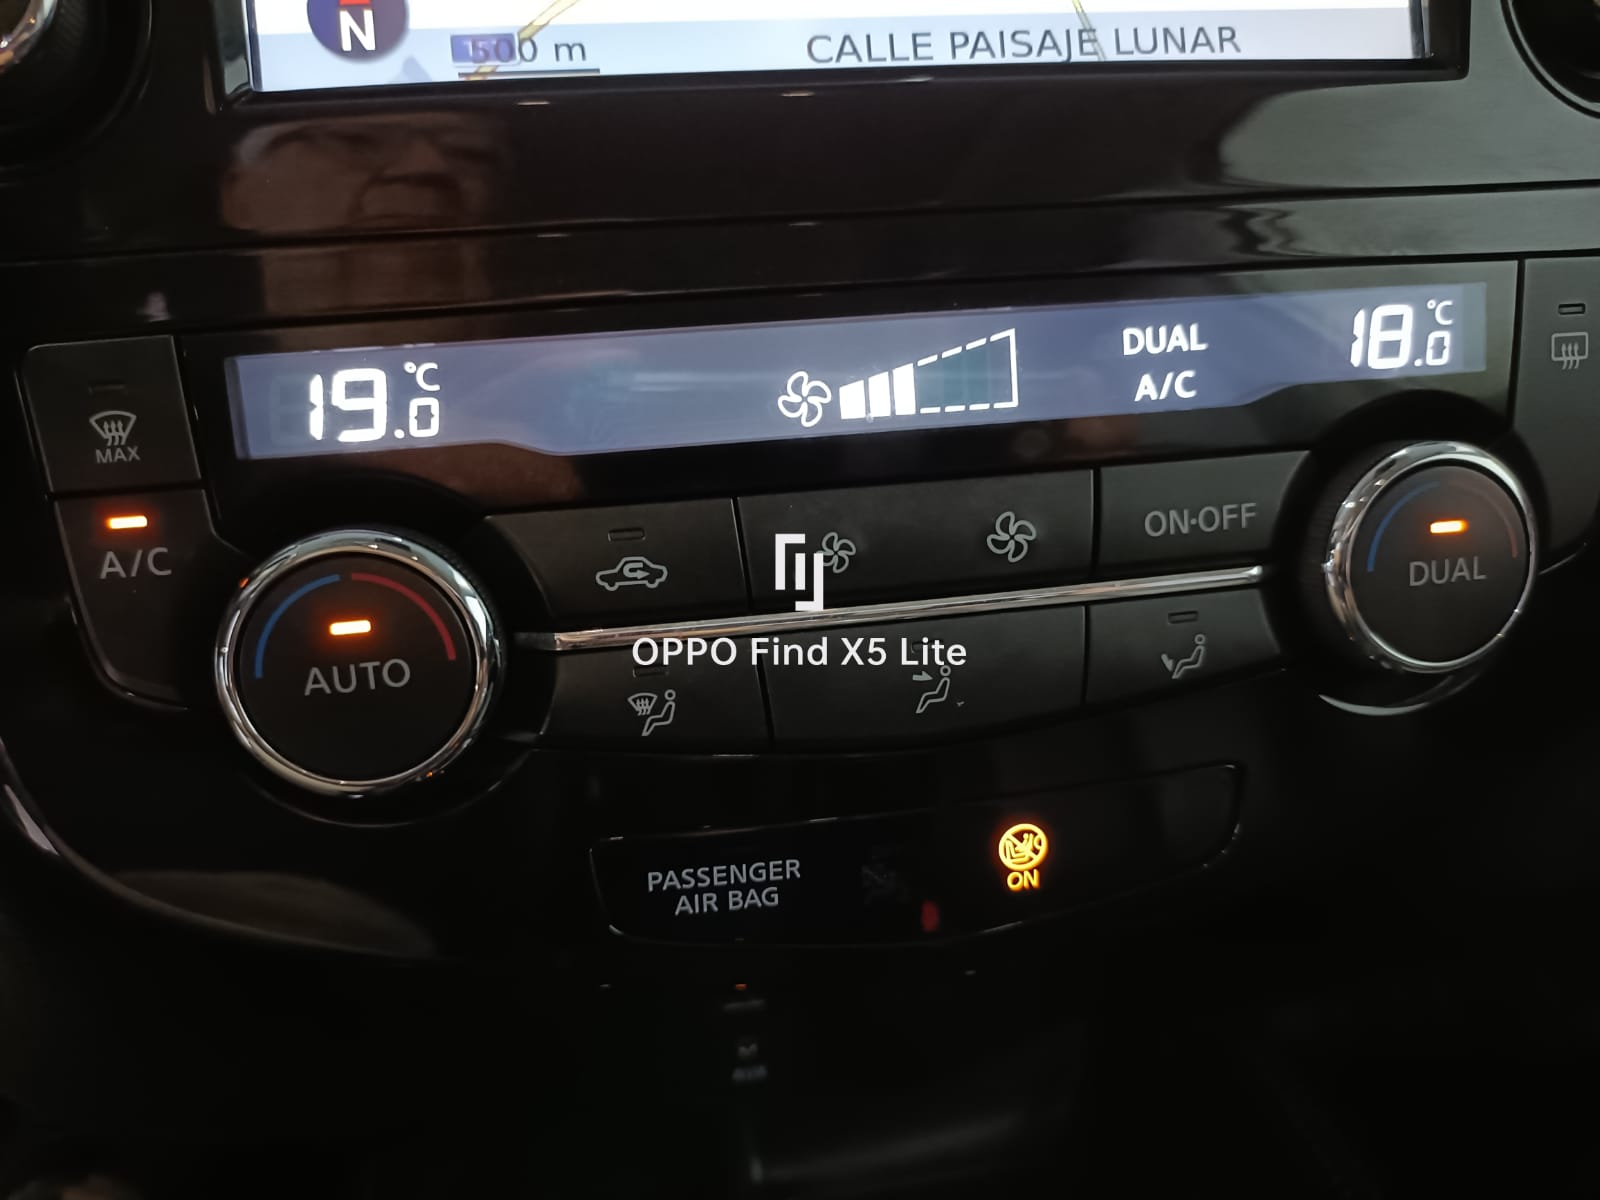 N
500 m
CALLE PAISAJE LUNAR
19.0 °C
DUAL
A/C
18.0 °C
MAX
A/C
AUTO
ON·OFF
DUAL
OPPO Find X5 Lite
PASSENGER
AIR BAG
ON